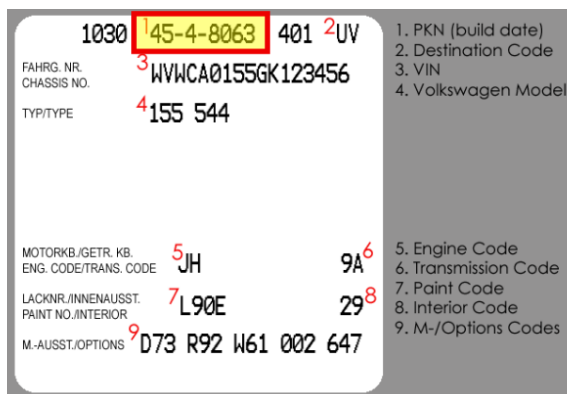 1030 1 45-4-8063 401 2 UV
FAHRG. NR.
CHASSIS NO.
3 WVWCA0155GK123456
TYP/TYPE 4 155 544
MOTORKB./GETR. KB.
ENG. CODE/TRANS. CODE
5 JH 9A 6
LACKNR./INNENAUSST.
PAINT NO./INTERIOR
7 L90E 29 8
M.-AUSST./OPTIONS 9 D73 R92 W61 002 647
1. PKN (build date)
2. Destination Code
3. VIN
4. Volkswagen Model
5. Engine Code
6. Transmission Code
7. Paint Code
8. Interior Code
9. M-/Options Codes